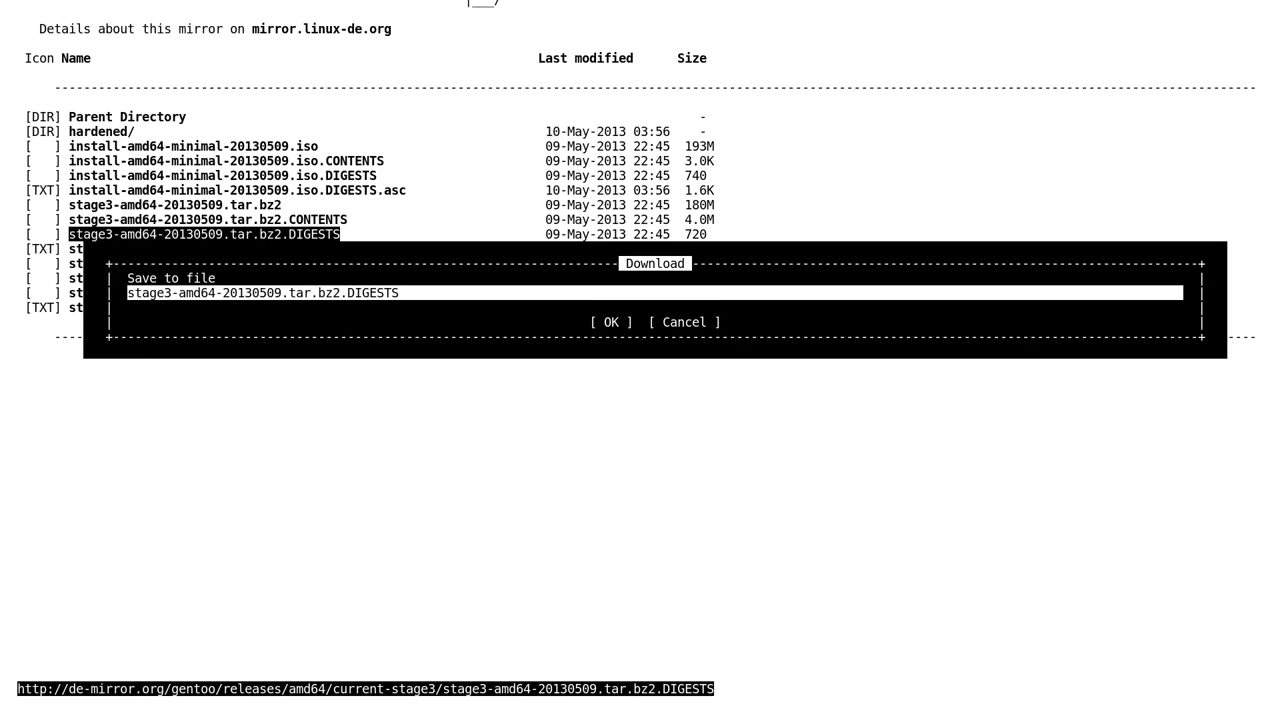 |___/
Details about this mirror on mirror.linux-de.org
Icon Name Last modified Size
--------------------------------------------------------------------------------------------------------------------------------------------------------------------
[DIR] Parent Directory -
[DIR] hardened/ 10-May-2013 03:56 -
[ ] install-amd64-minimal-20130509.iso 09-May-2013 22:45 193M
[ ] install-amd64-minimal-20130509.iso.CONTENTS 09-May-2013 22:45 3.0K
[ ] install-amd64-minimal-20130509.iso.DIGESTS 09-May-2013 22:45 740
[TXT] install-amd64-minimal-20130509.iso.DIGESTS.asc 10-May-2013 03:56 1.6K
[ ] stage3-amd64-20130509.tar.bz2 09-May-2013 22:45 180M
[ ] stage3-amd64-20130509.tar.bz2.CONTENTS 09-May-2013 22:45 4.0M
[ ] stage3-amd64-20130509.tar.bz2.DIGESTS 09-May-2013 22:45 720
[TXT] st
[ ] st Download
[ ] st Save to file
[ ] st stage3-amd64-20130509.tar.bz2.DIGESTS
[TXT] st
[ OK ] [ Cancel ]
http://de-mirror.org/gentoo/releases/amd64/current-stage3/stage3-amd64-20130509.tar.bz2.DIGESTS